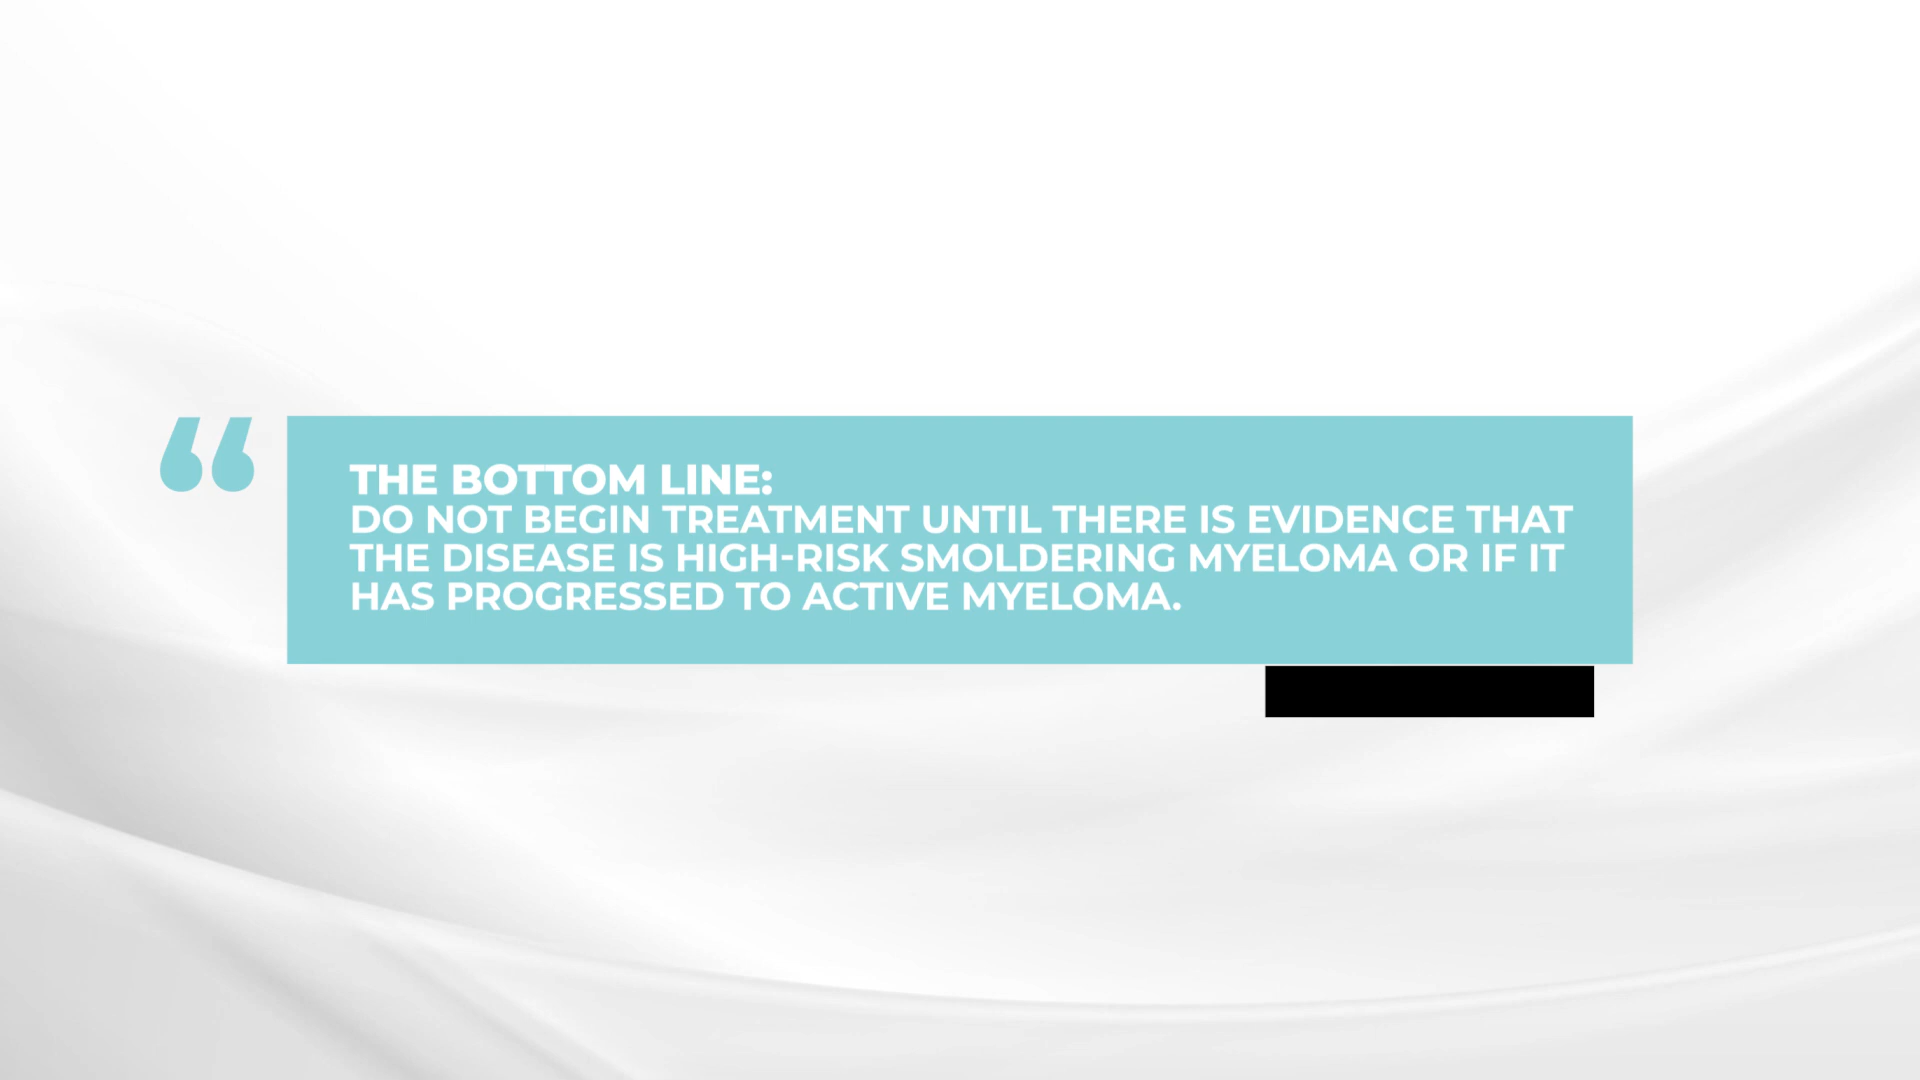 “
THE BOTTOM LINE:
DO NOT BEGIN TREATMENT UNTIL THERE IS EVIDENCE THAT
THE DISEASE IS HIGH-RISK SMOLDERING MYELOMA OR IF IT
HAS PROGRESSED TO ACTIVE MYELOMA.